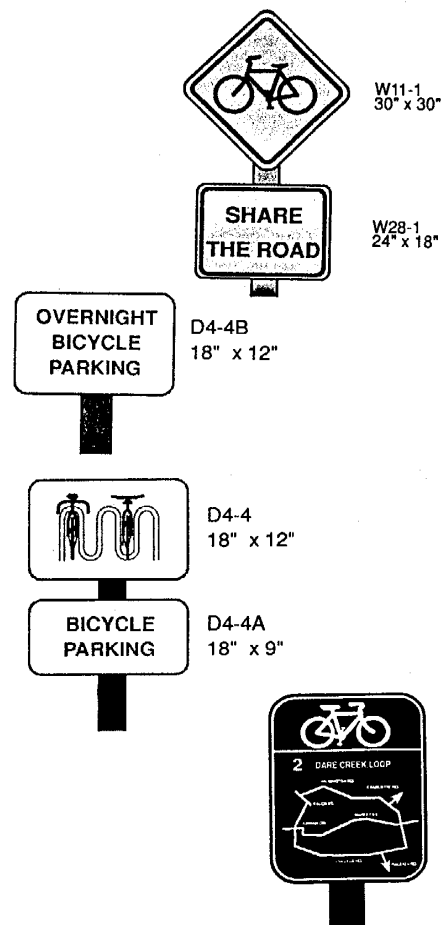 W11-1
30" x 30"
SHARE
THE ROAD
W28-1
24" x 18"
OVERNIGHT
BICYCLE
PARKING
D4-4B
18" x 12"
D4-4
18" x 12"
BICYCLE
PARKING
D4-4A
18" x 9"
2 DARE CREEK LOOP